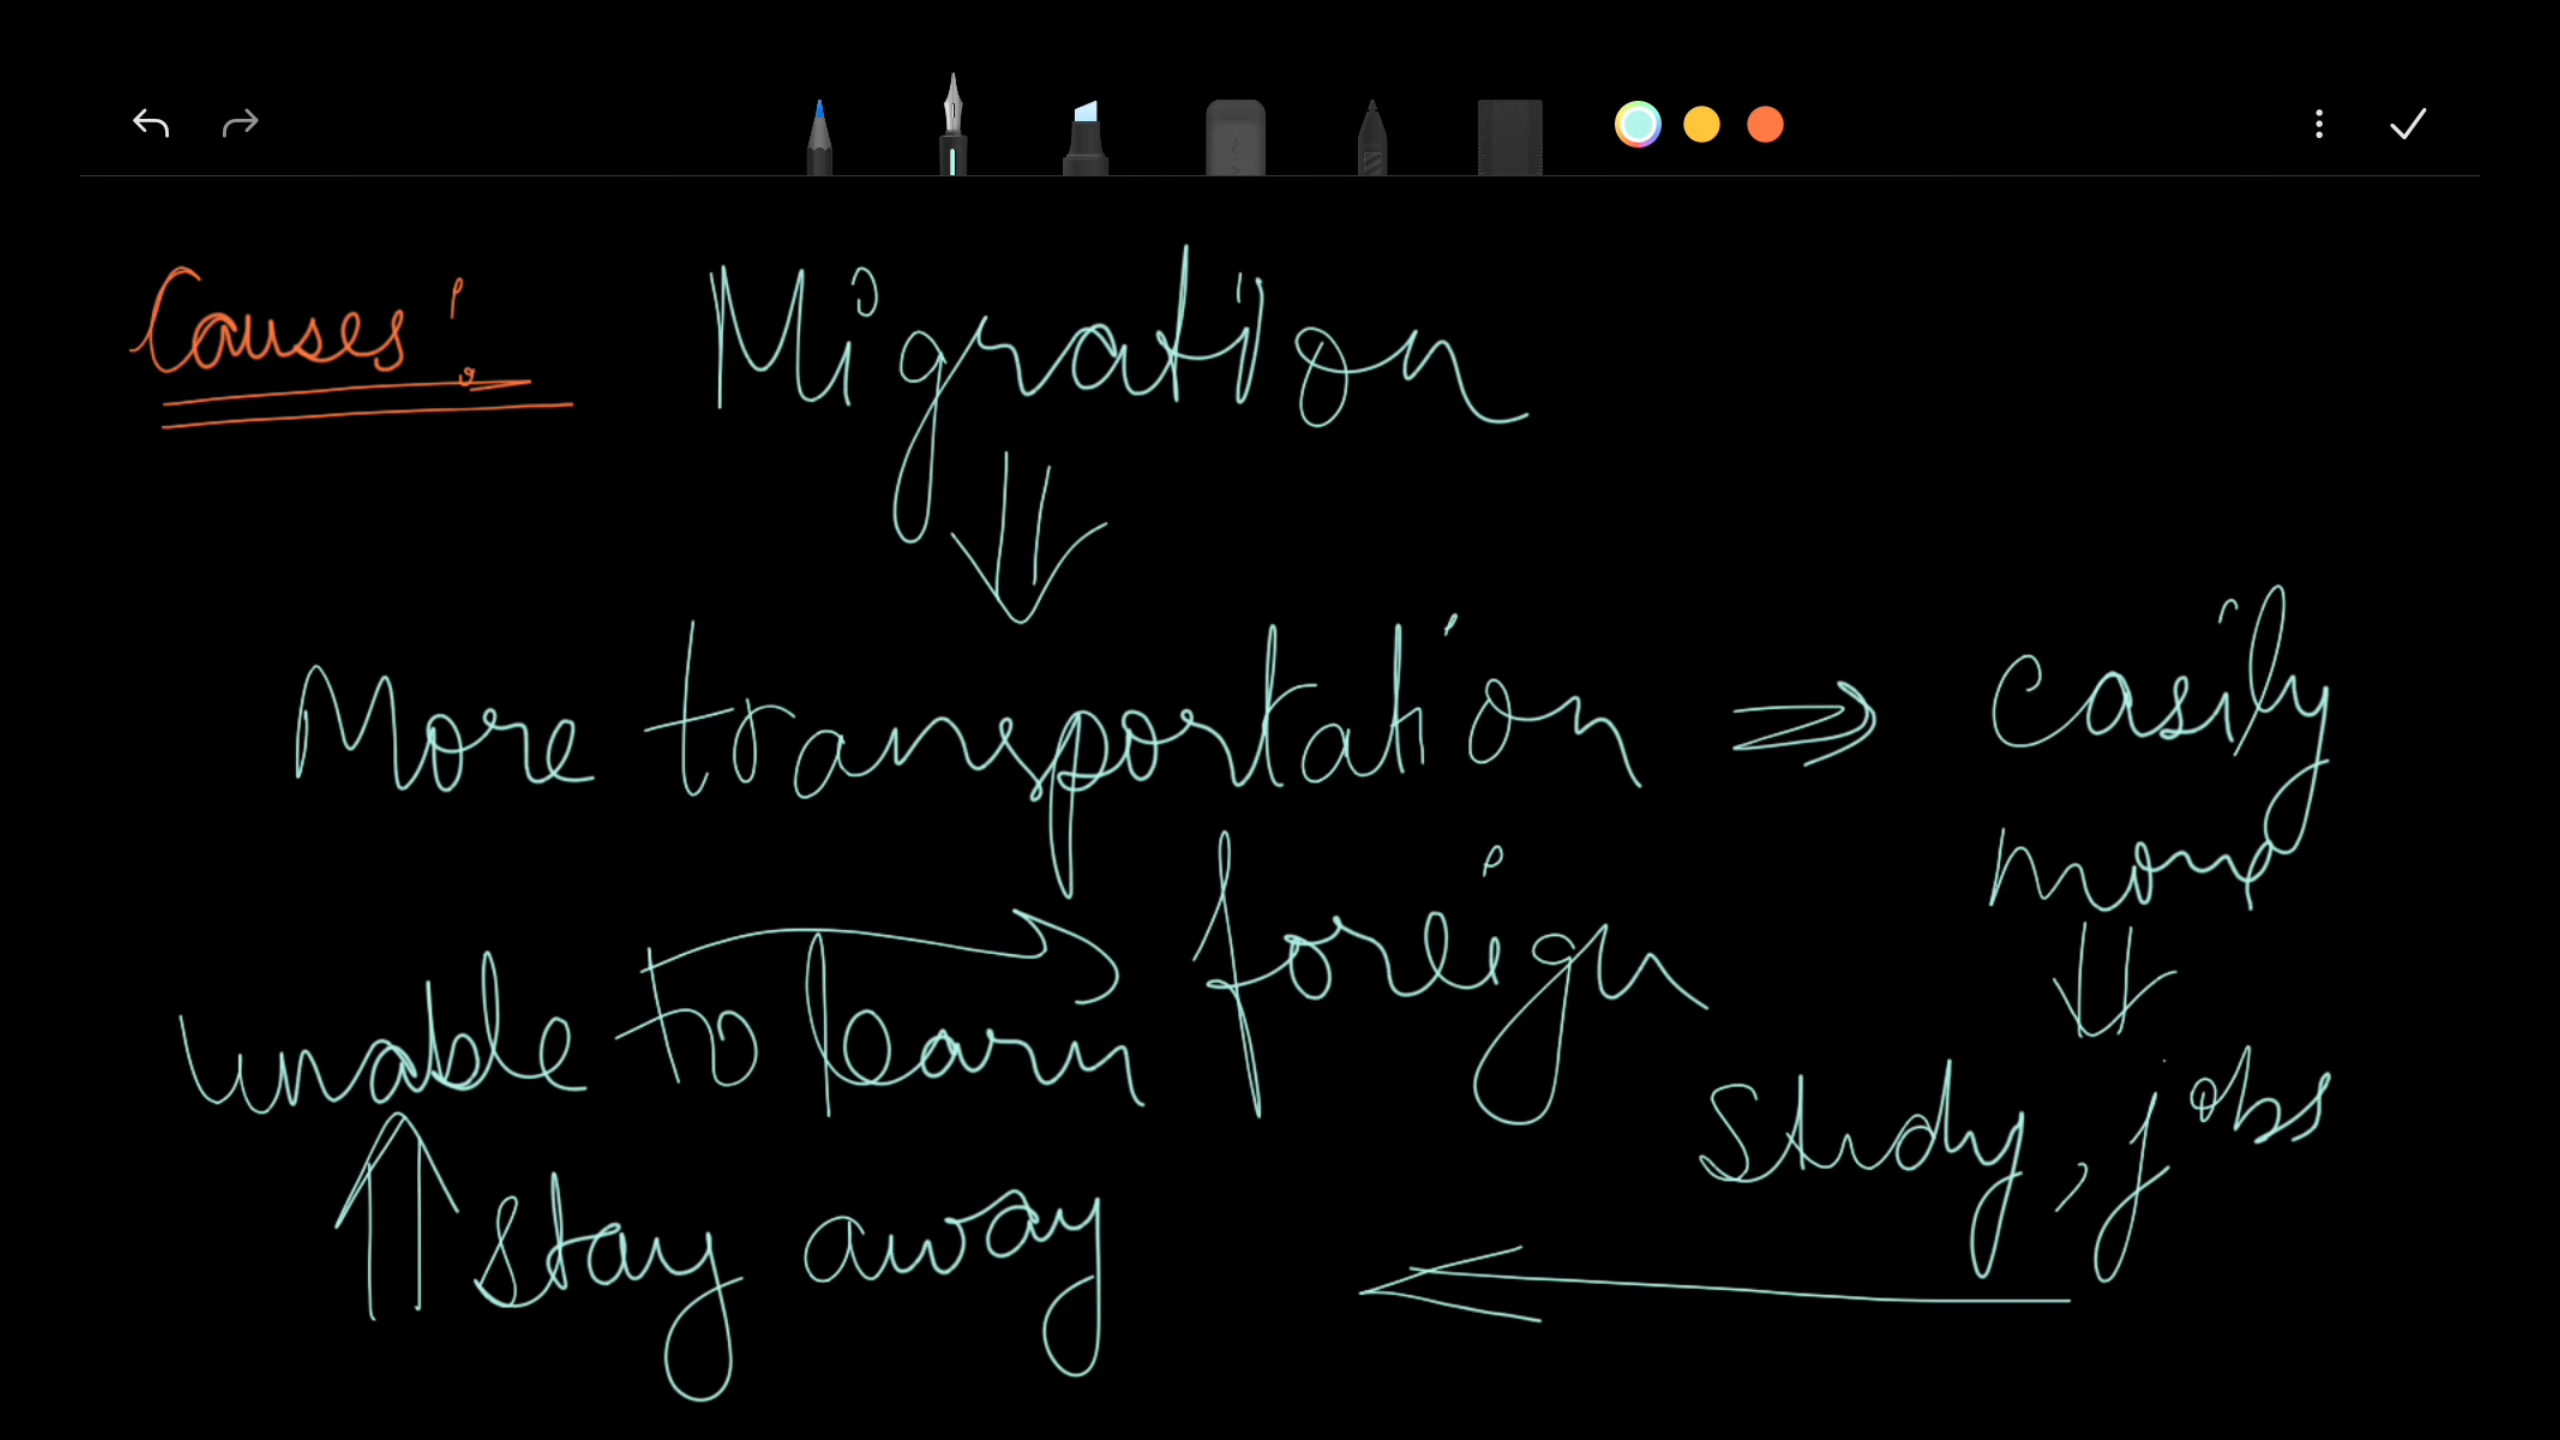 Causes: Migration
More transportation ⇒ easily
move
unable to learn foreign
Study, jobs
Stay away